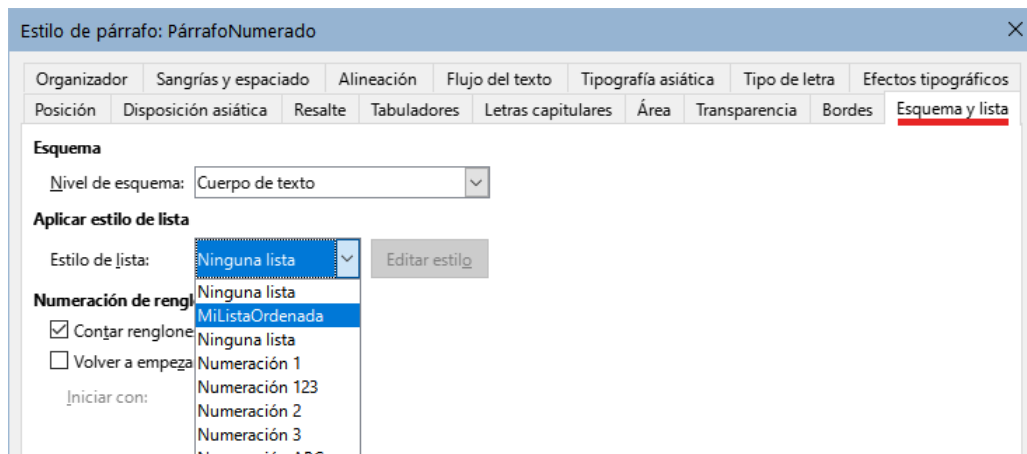 Estilo de párrafo: PárrafoNumerado
Organizador Sangrías y espaciado Alineación Flujo del texto Tipografía asiática Tipo de letra Efectos tipográficos
Posición Disposición asiática Resalte Tabuladores Letras capitulares Área Transparencia Bordes Esquema y lista
Esquema
Nivel de esquema: Cuerpo de texto
Aplicar estilo de lista
Estilo de lista: Ninguna lista Editar estilo
Ninguna lista
Numeración de
MiListaOrdenada
Contar
Ninguna lista
Volver a
Numeración 1
Numeración 123
Iniciar con:
Numeración 2
Numeración 3